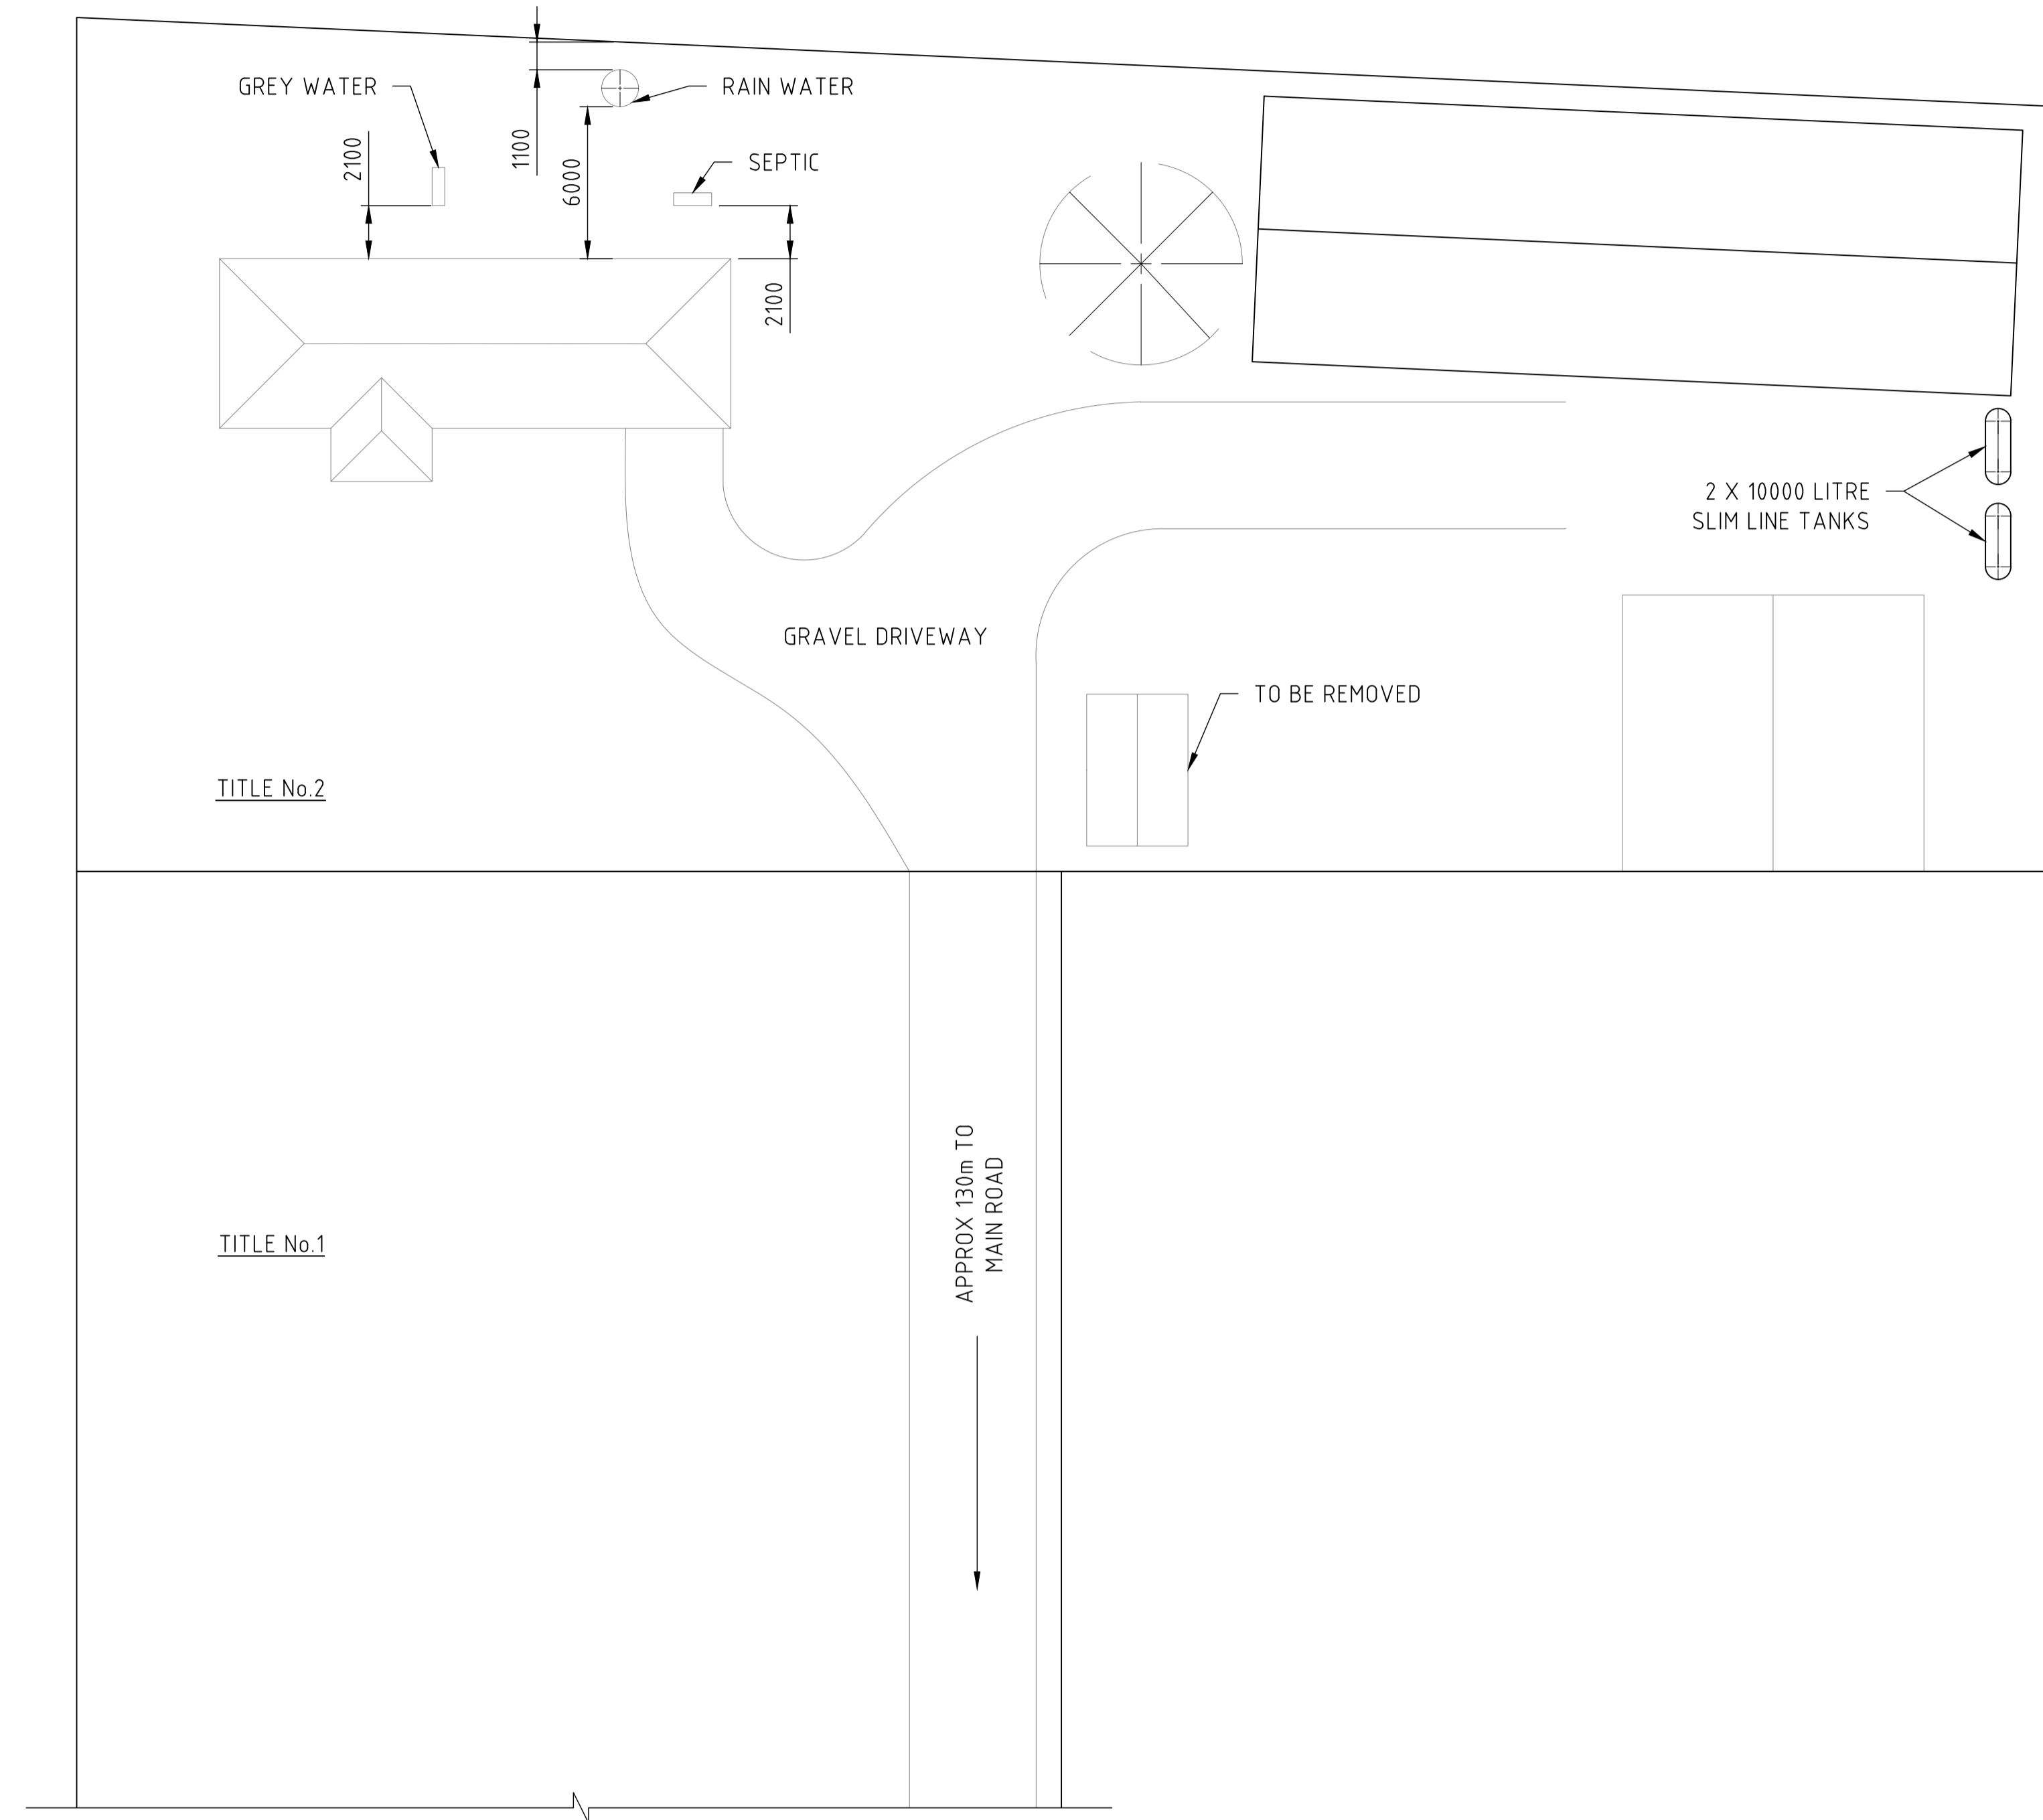 GREY WATER
RAIN WATER
2100
1100
6000
SEPTIC
2100
2 X 10000 LITRE
SLIM LINE TANKS
GRAVEL DRIVEWAY
TO BE REMOVED
TITLE No.2
APPROX 130m TO
MAIN ROAD
TITLE No.1